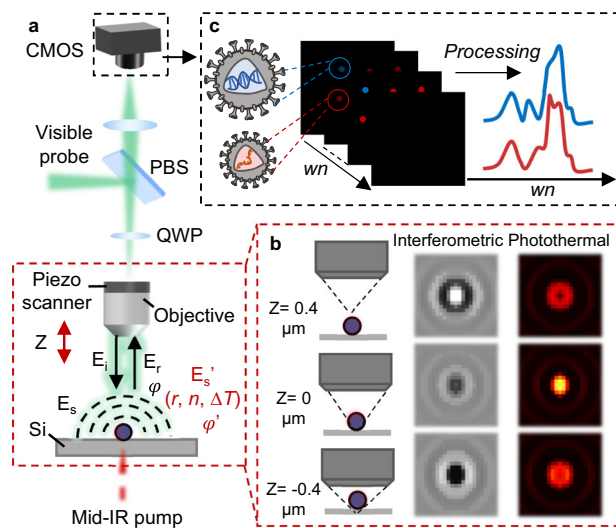 a
CMOS
Visible
probe
PBS
QWP
Piezo
scanner
Objective
Z
Eᵢ
Eᵣ
φ
Eₛ
Eₛ'
(r, n, ΔT)
φ'
Si
Mid-IR pump
c
Processing
wn
wn
b
Interferometric Photothermal
Z= 0.4
µm
Z= 0
µm
Z= -0.4
µm